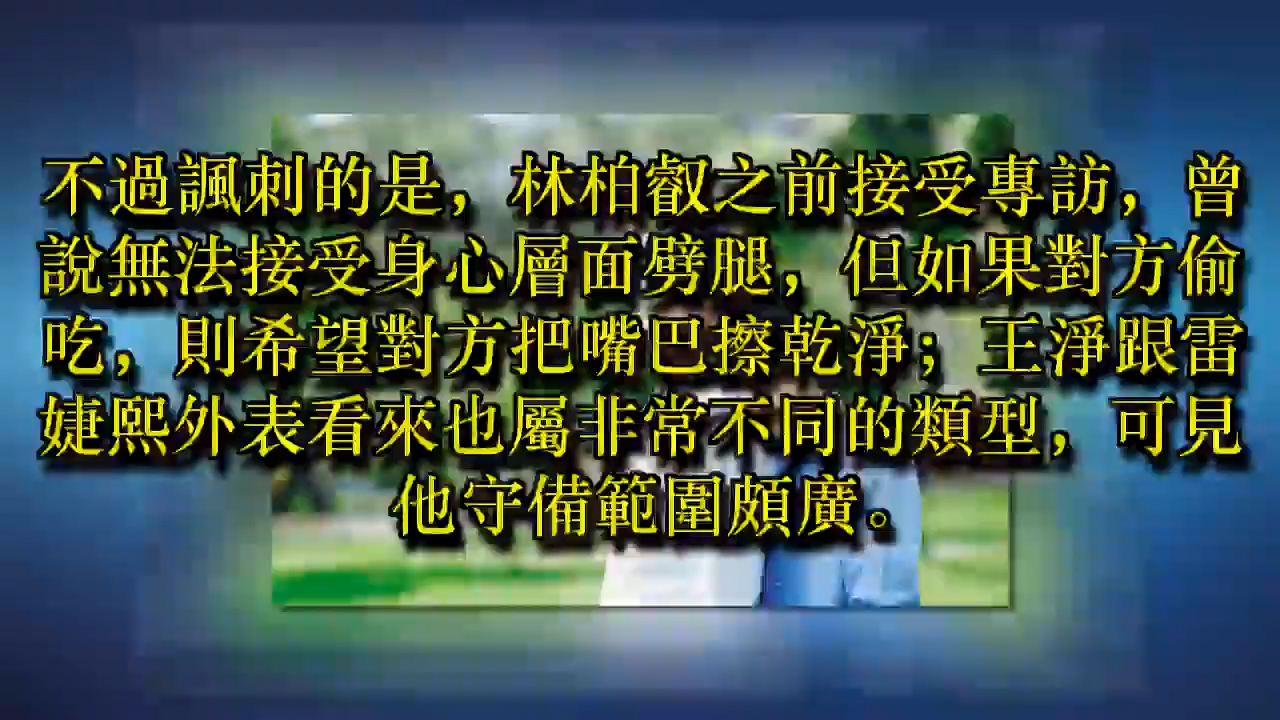 不過諷刺的是，林柏叡之前接受專訪，曾
說無法接受身心層面劈腿，但如果對方偷
吃，則希望對方把嘴巴擦乾淨；王淨跟雷
婕熙外表看來也屬非常不同的類型，可見
他守備範圍頗廣。